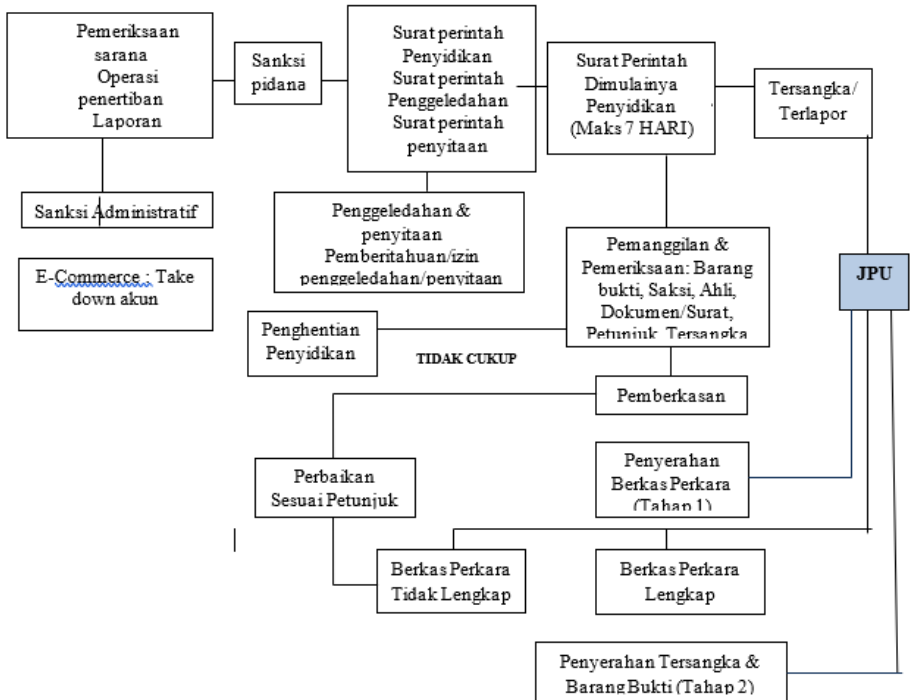 Pemeriksaan
sarana
Operasi
penertiban
Laporan
Sanksi
pidana
Surat perintah
Penyidikan
Surat perintah
Penggeledahan
Surat perintah
penyitaan
Surat Perintah
Dimulainya
Penyidikan
(Maks 7 HARI)
Tersangka/
Terlapor
Sanksi Administratif
E-Commerce : Take
down akun
Penggeledahan &
penyitaan
Pemberitahuan/izin
penggeledahan/penyitaan
Pemanggilan &
Pemeriksaan: Barang
bukti, Saksi, Ahli,
Dokumen/Surat,
Petunjuk, Tersangka
JPU
Penghentian
Penyidikan
TIDAK CUKUP
Pemberkasan
Perbaikan
Sesuai Petunjuk
Penyerahan
Berkas Perkara
(Tahap 1)
Berkas Perkara
Tidak Lengkap
Berkas Perkara
Lengkap
Penyerahan Tersangka &
Barang Bukti (Tahap 2)